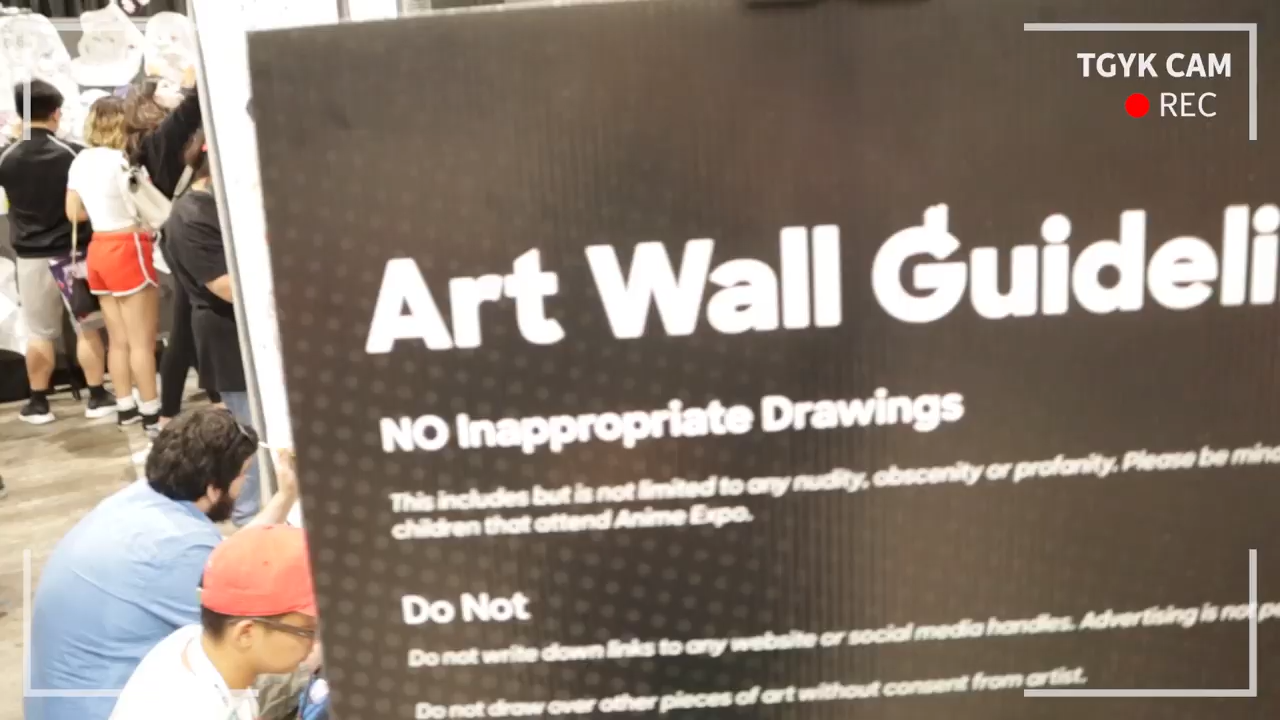 TGYK CAM
REC
Art Wall Guideli
NO Inappropriate Drawings
This includes but is not limited to any nudity, obscenity or profanity. Please be mind
children that attend Anime Expo.
Do Not
Do not write down links to any website or social media handles. Advertising is not p
Do not draw over other pieces of art without consent from artist.